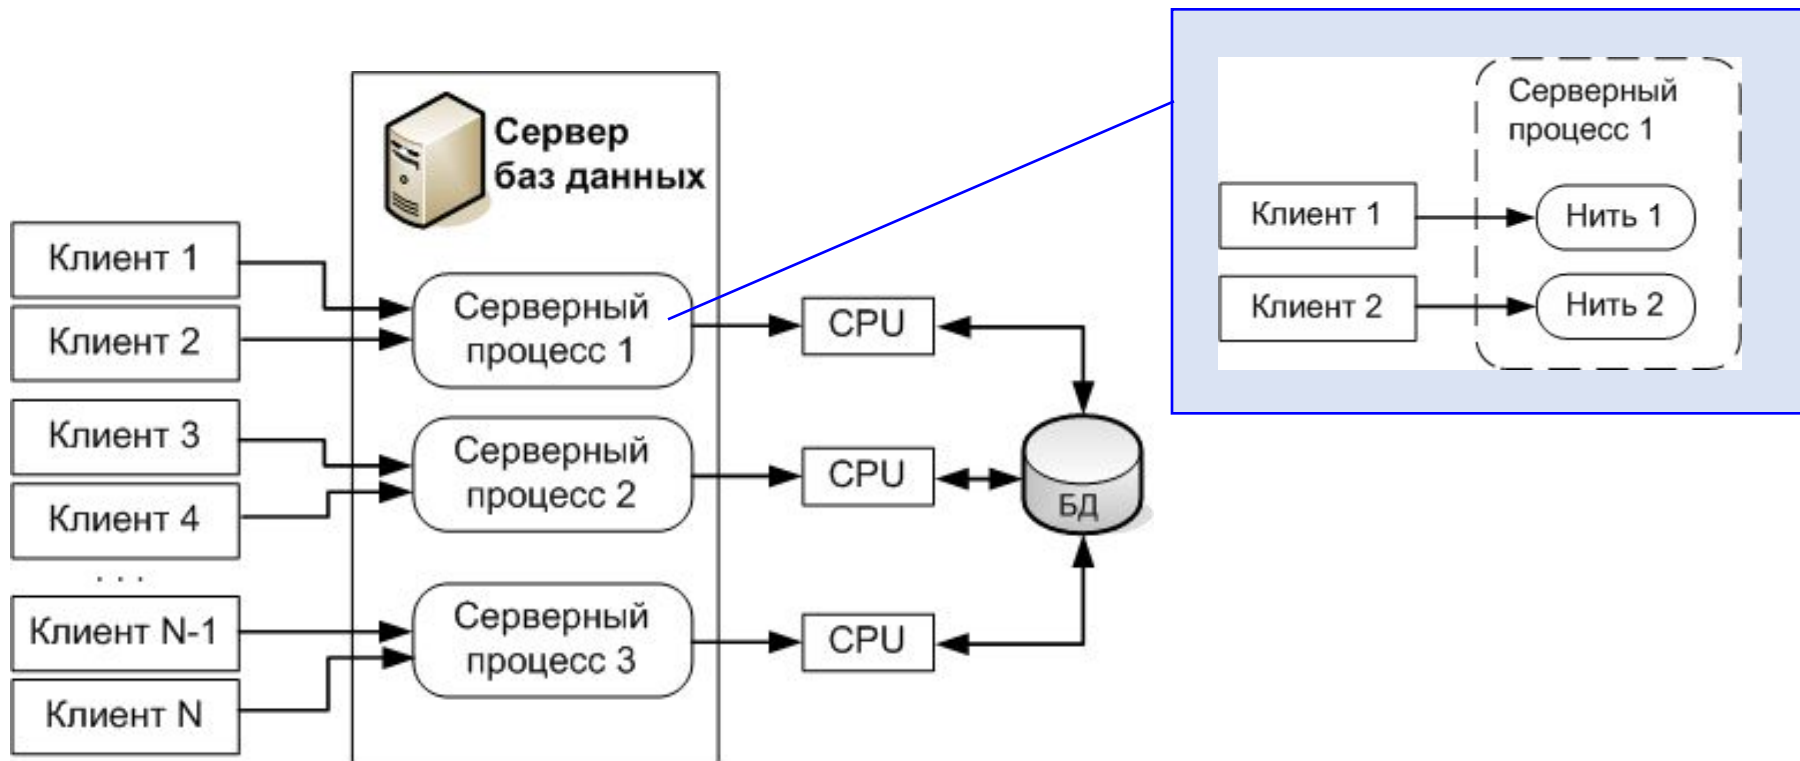 Сервер
баз данных
Клиент 1
Клиент 2
Клиент 3
Клиент 4
. . .
Клиент N-1
Клиент N
Серверный
процесс 1
Серверный
процесс 2
Серверный
процесс 3
CPU
CPU
CPU
БД
Серверный
процесс 1
Клиент 1
Нить 1
Клиент 2
Нить 2